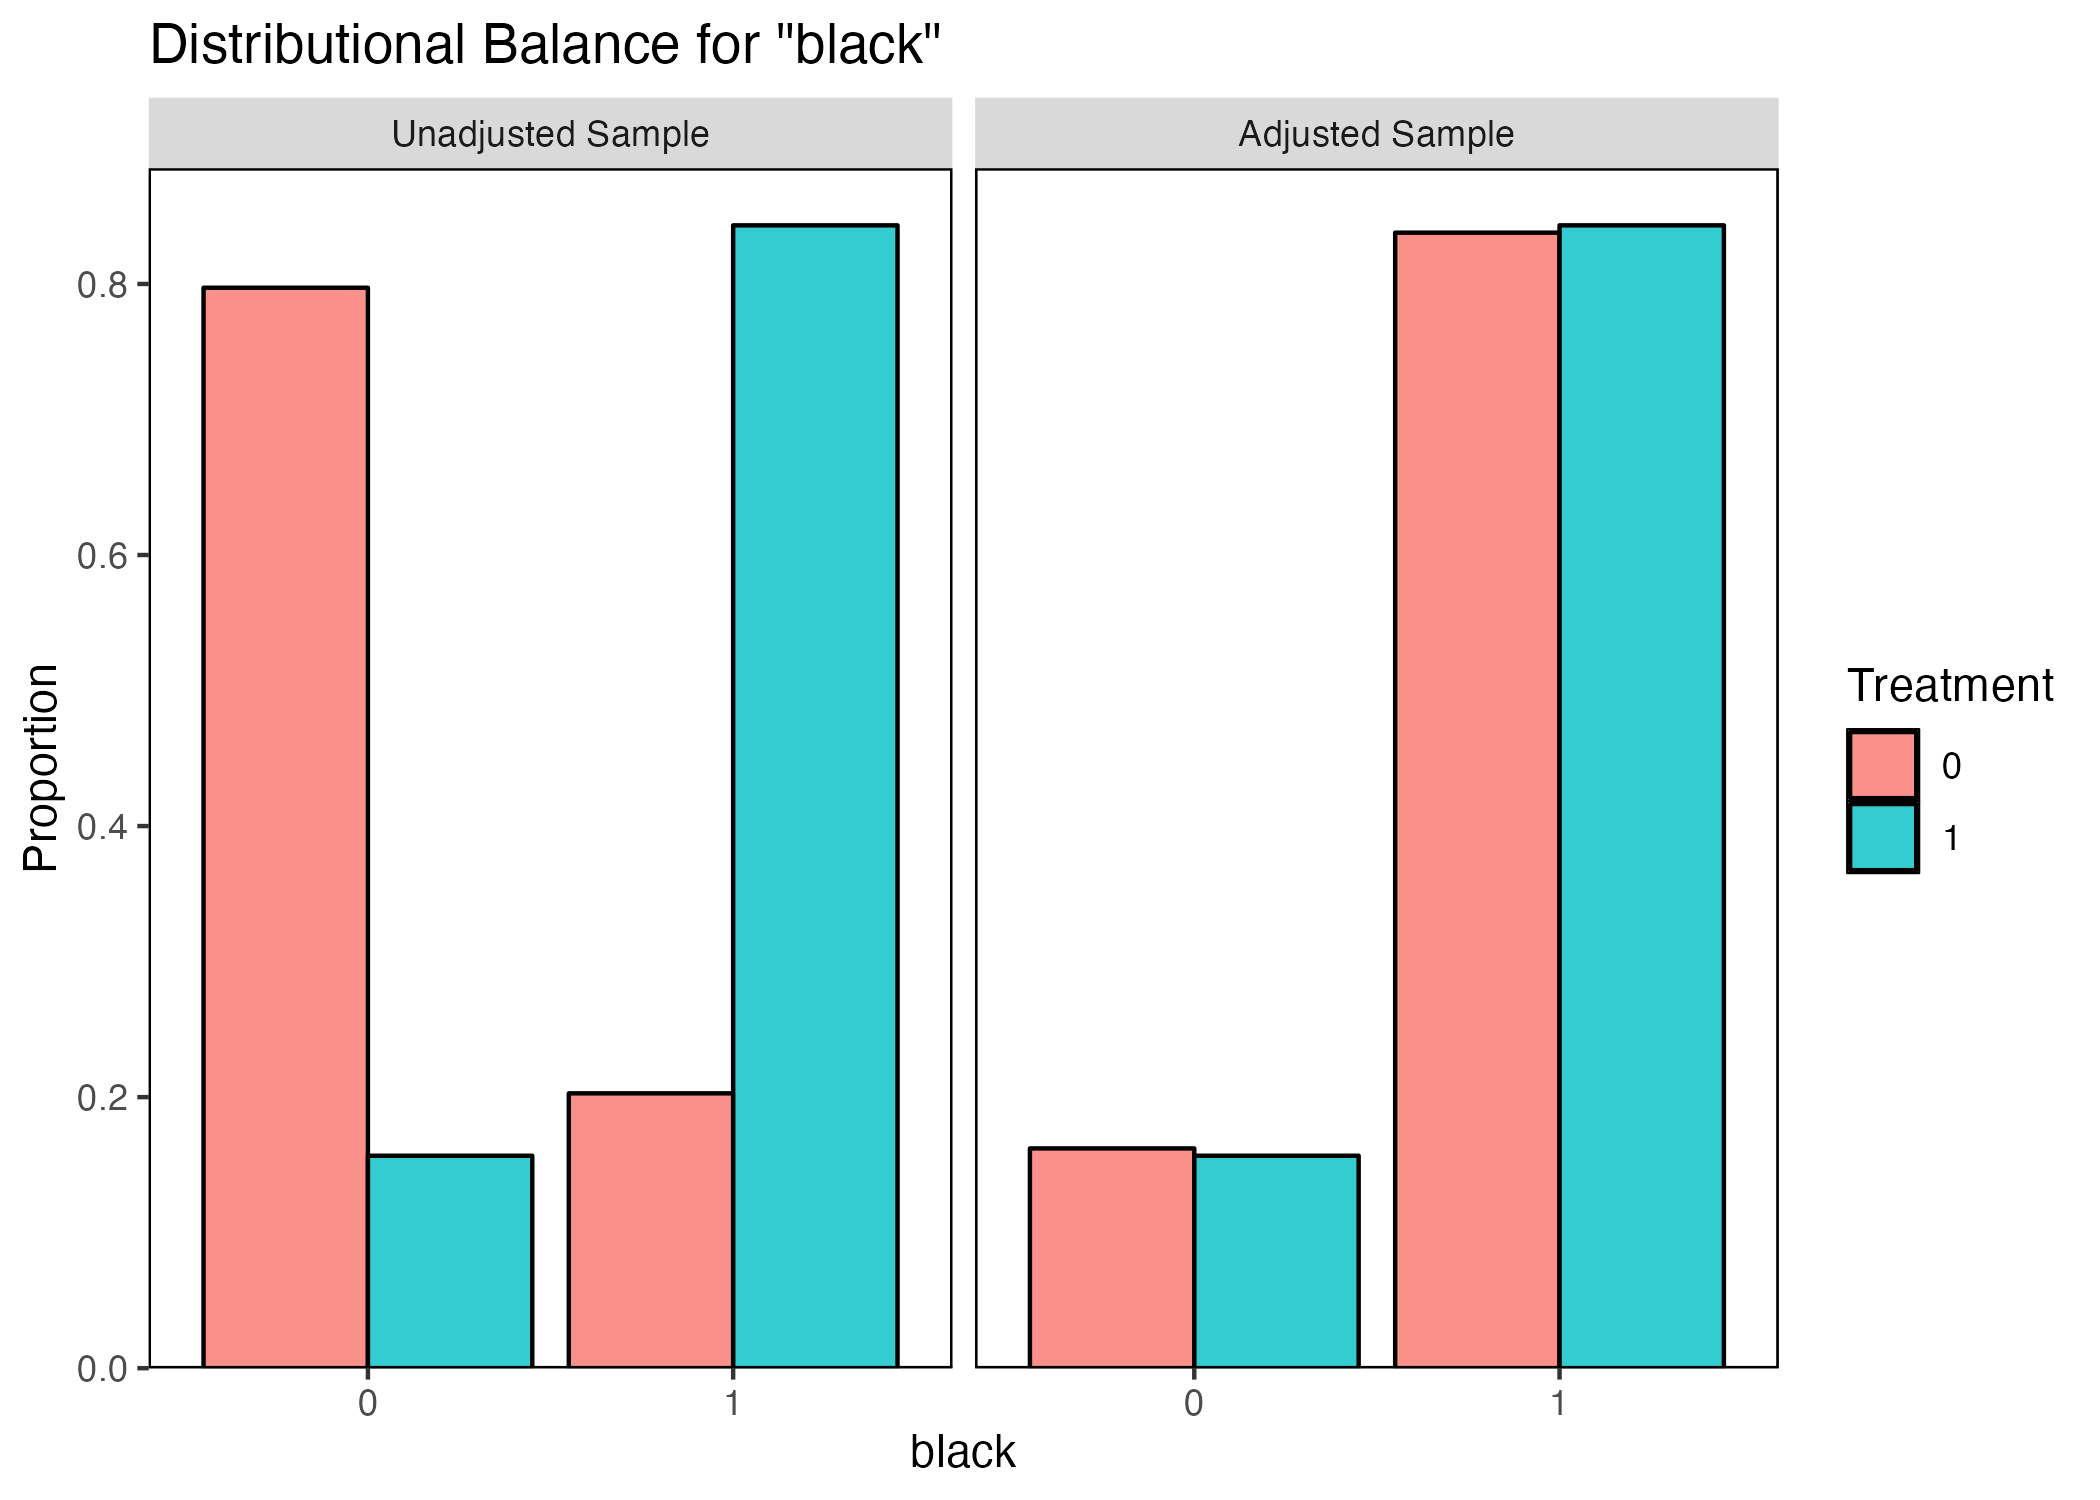 Distributional Balance for "black"
Unadjusted Sample
Adjusted Sample
Proportion
0.8
0.6
0.4
0.2
0.0
0
1
0
1
black
Treatment
0
1